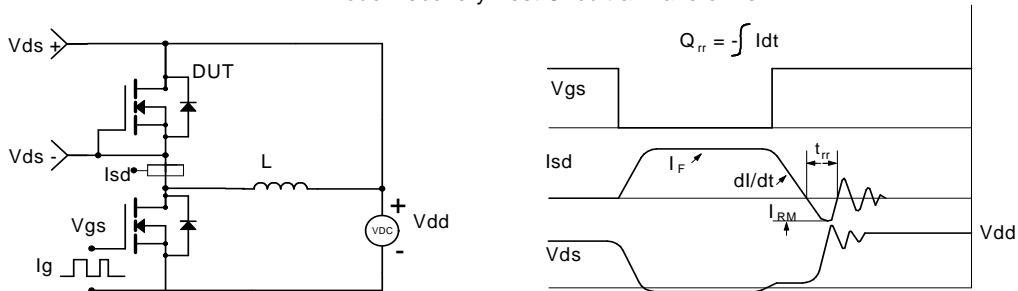 Vds +
DUT
Vds -
Isd
L
Vgs
Ig
+
VDC
-
Vdd
Q rr = -∫ Idt
Vgs
Isd
I F
dI/dt
t rr
I RM
Vdd
Vds